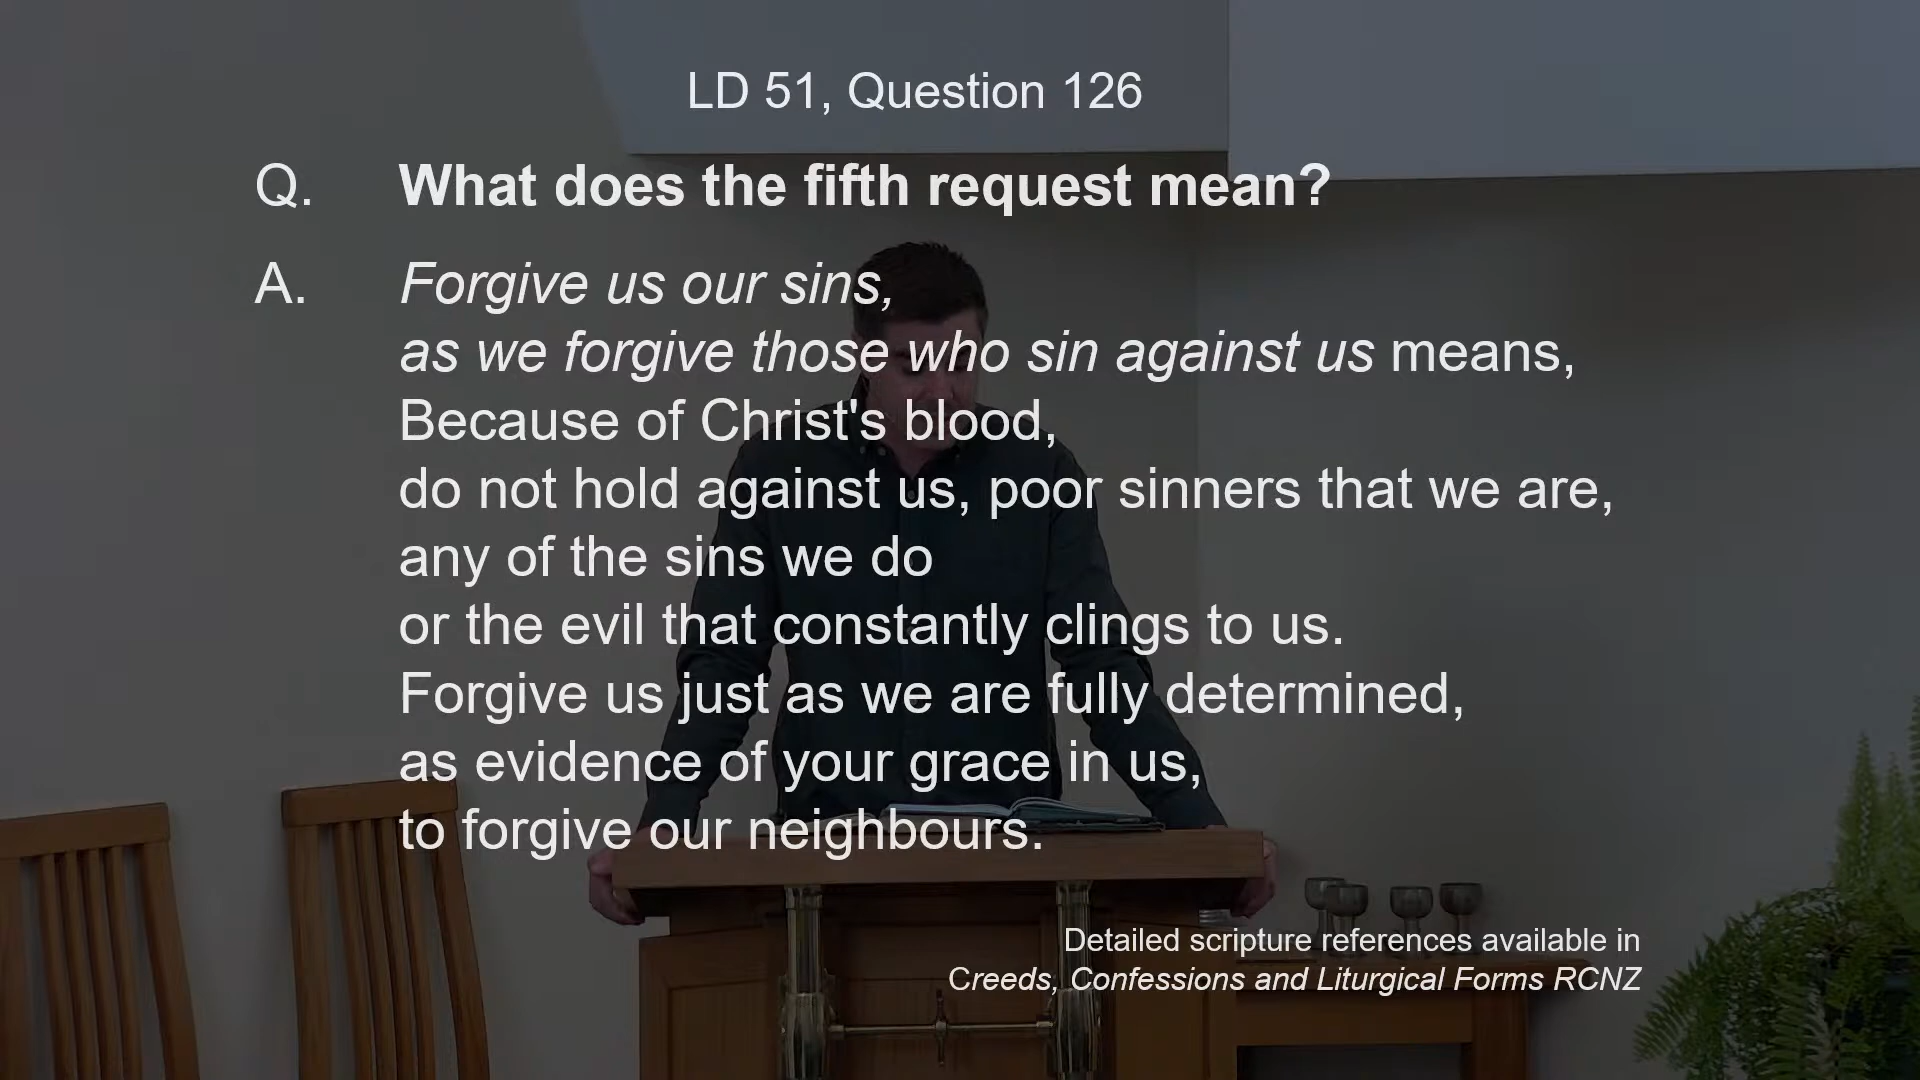 LD 51, Question 126
Q. What does the fifth request mean?
A. Forgive us our sins,
as we forgive those who sin against us means,
Because of Christ's blood,
do not hold against us, poor sinners that we are,
any of the sins we do
or the evil that constantly clings to us.
Forgive us just as we are fully determined,
as evidence of your grace in us,
to forgive our neighbours.
Detailed scripture references available in
Creeds, Confessions and Liturgical Forms RCNZ